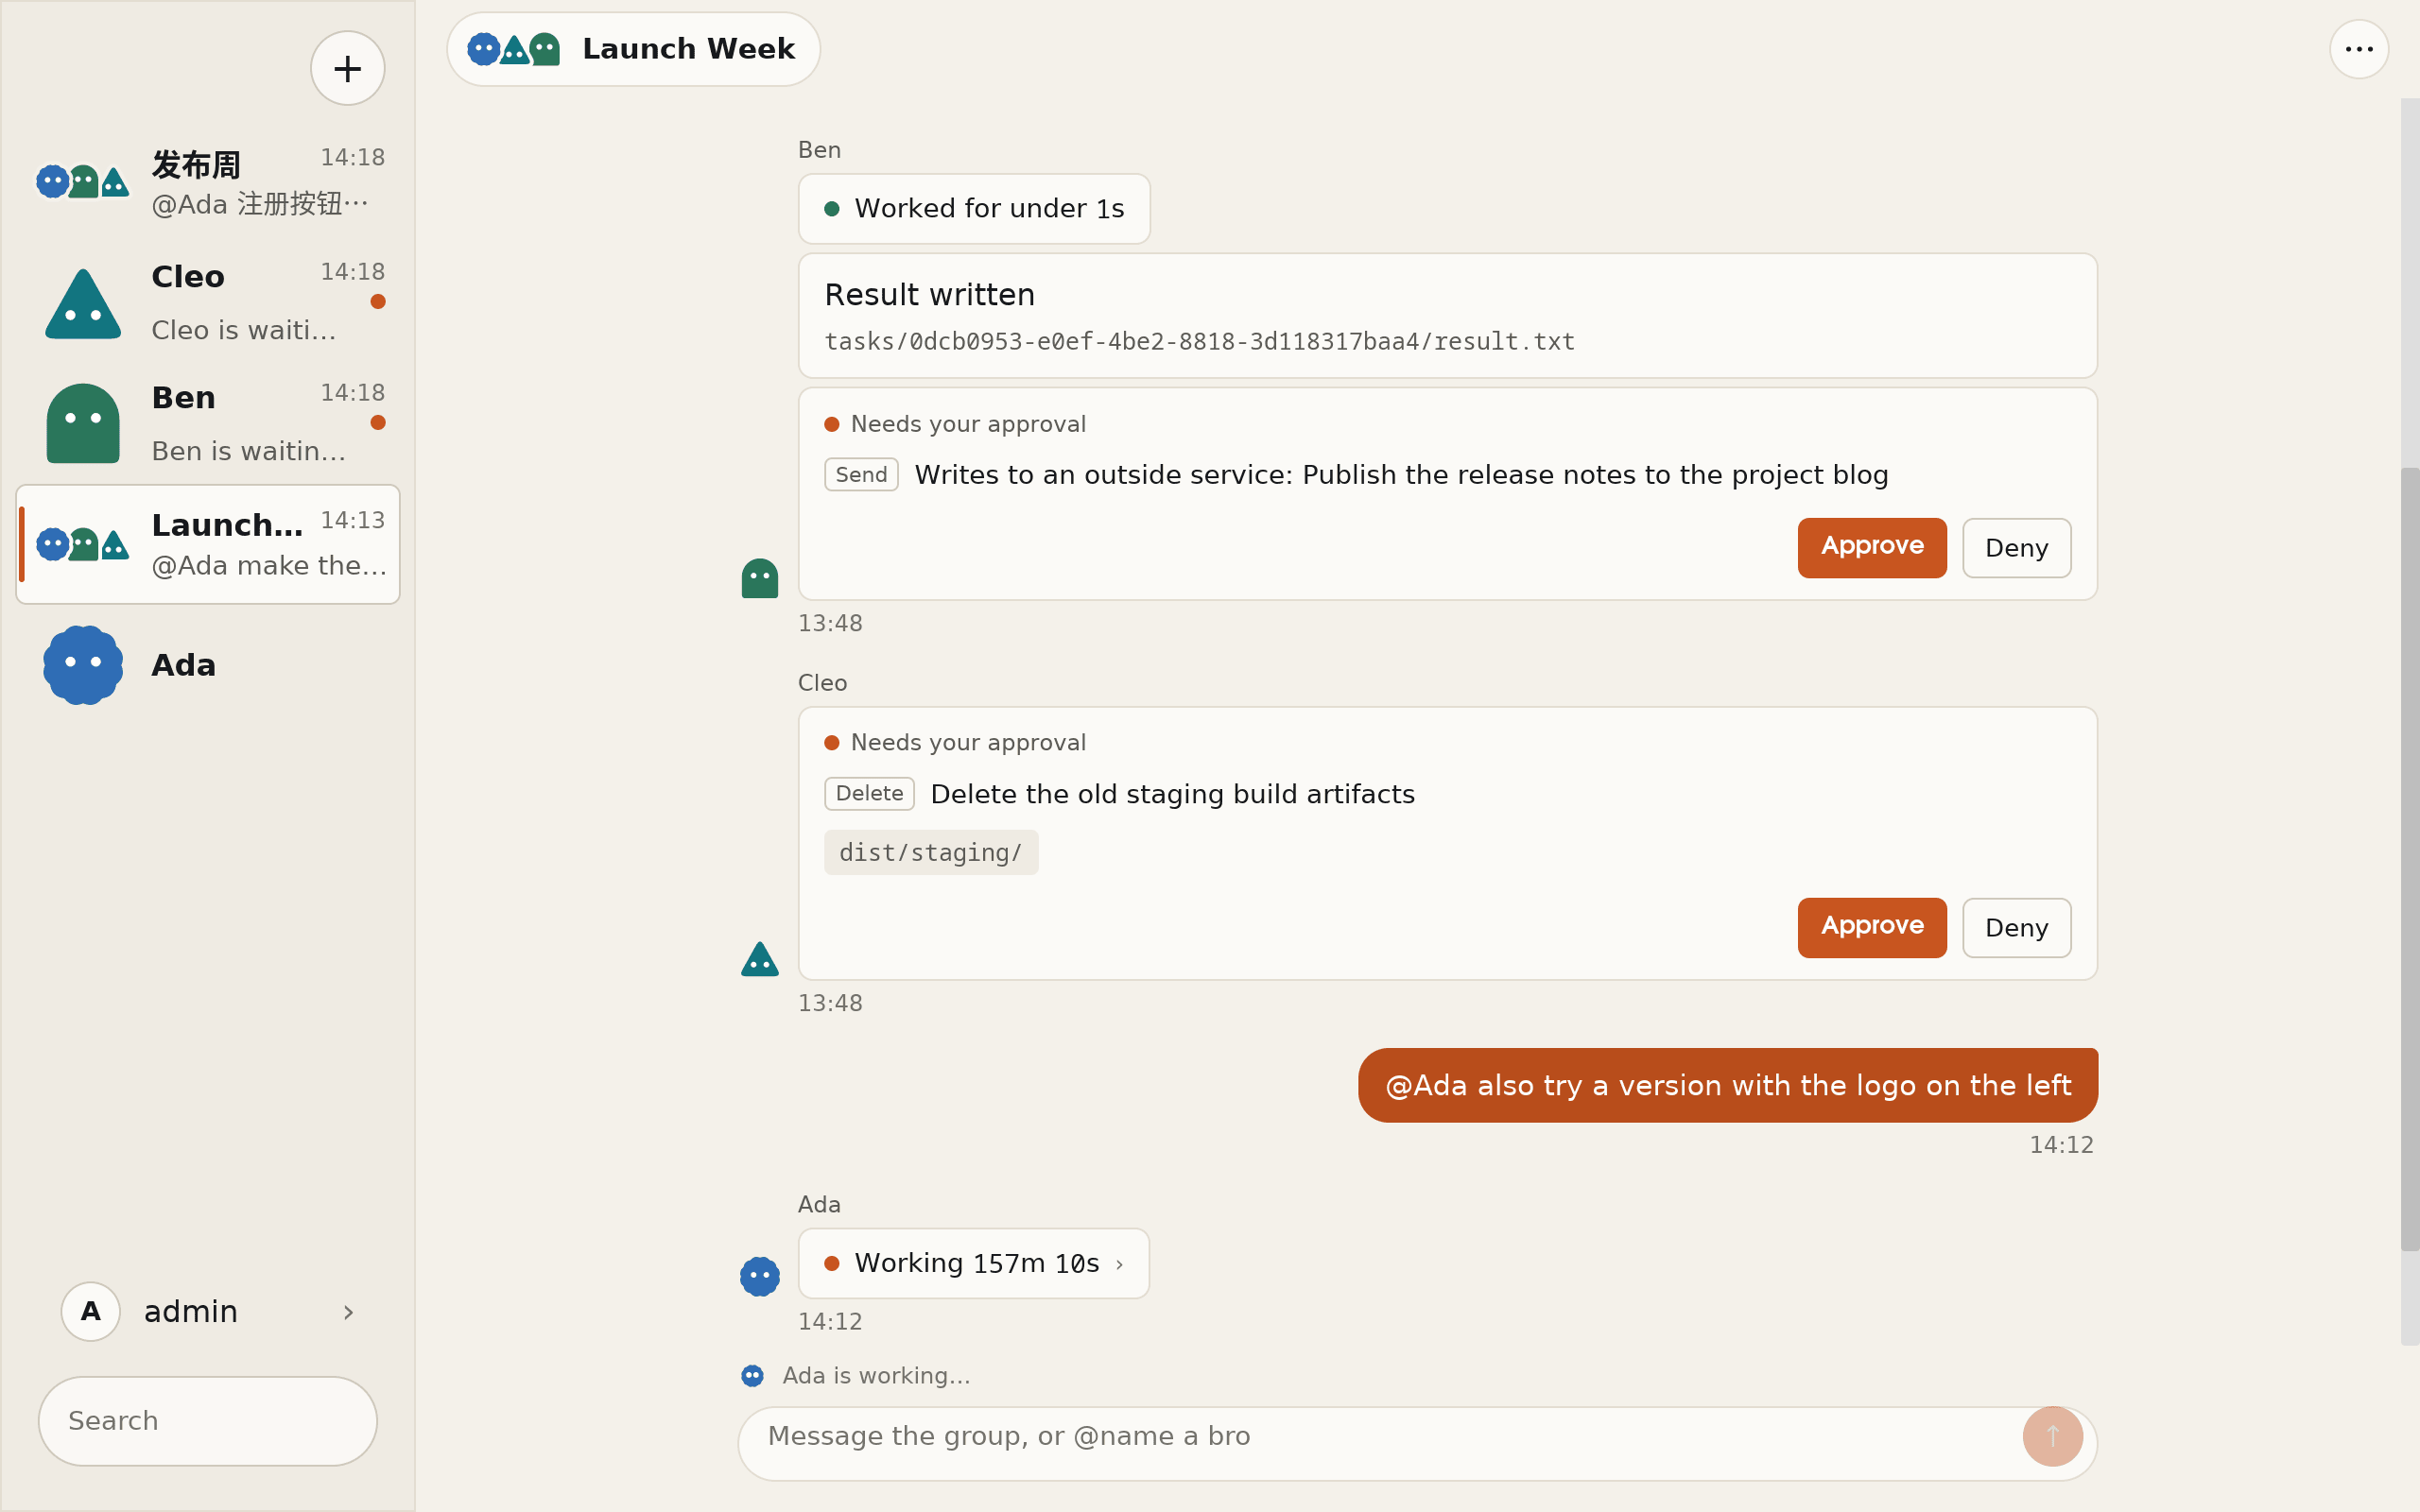 +
发布周
14:18
@Ada 注册按钮…
Cleo
14:18
Cleo is waiti…
Ben
14:18
Ben is waitin…
Launch…
14:13
@Ada make the…
Ada
A
admin
›
Search
Launch Week
…
Ben
Worked for under 1s
Result written
tasks/0dcb0953-e0ef-4be2-8818-3d118317baa4/result.txt
Needs your approval
Send Writes to an outside service: Publish the release notes to the project blog
Approve Deny
13:48
Cleo
Needs your approval
Delete Delete the old staging build artifacts
dist/staging/
Approve Deny
13:48
@Ada also try a version with the logo on the left
14:12
Ada
Working 157m 10s ›
14:12
Ada is working…
Message the group, or @name a bro
↑